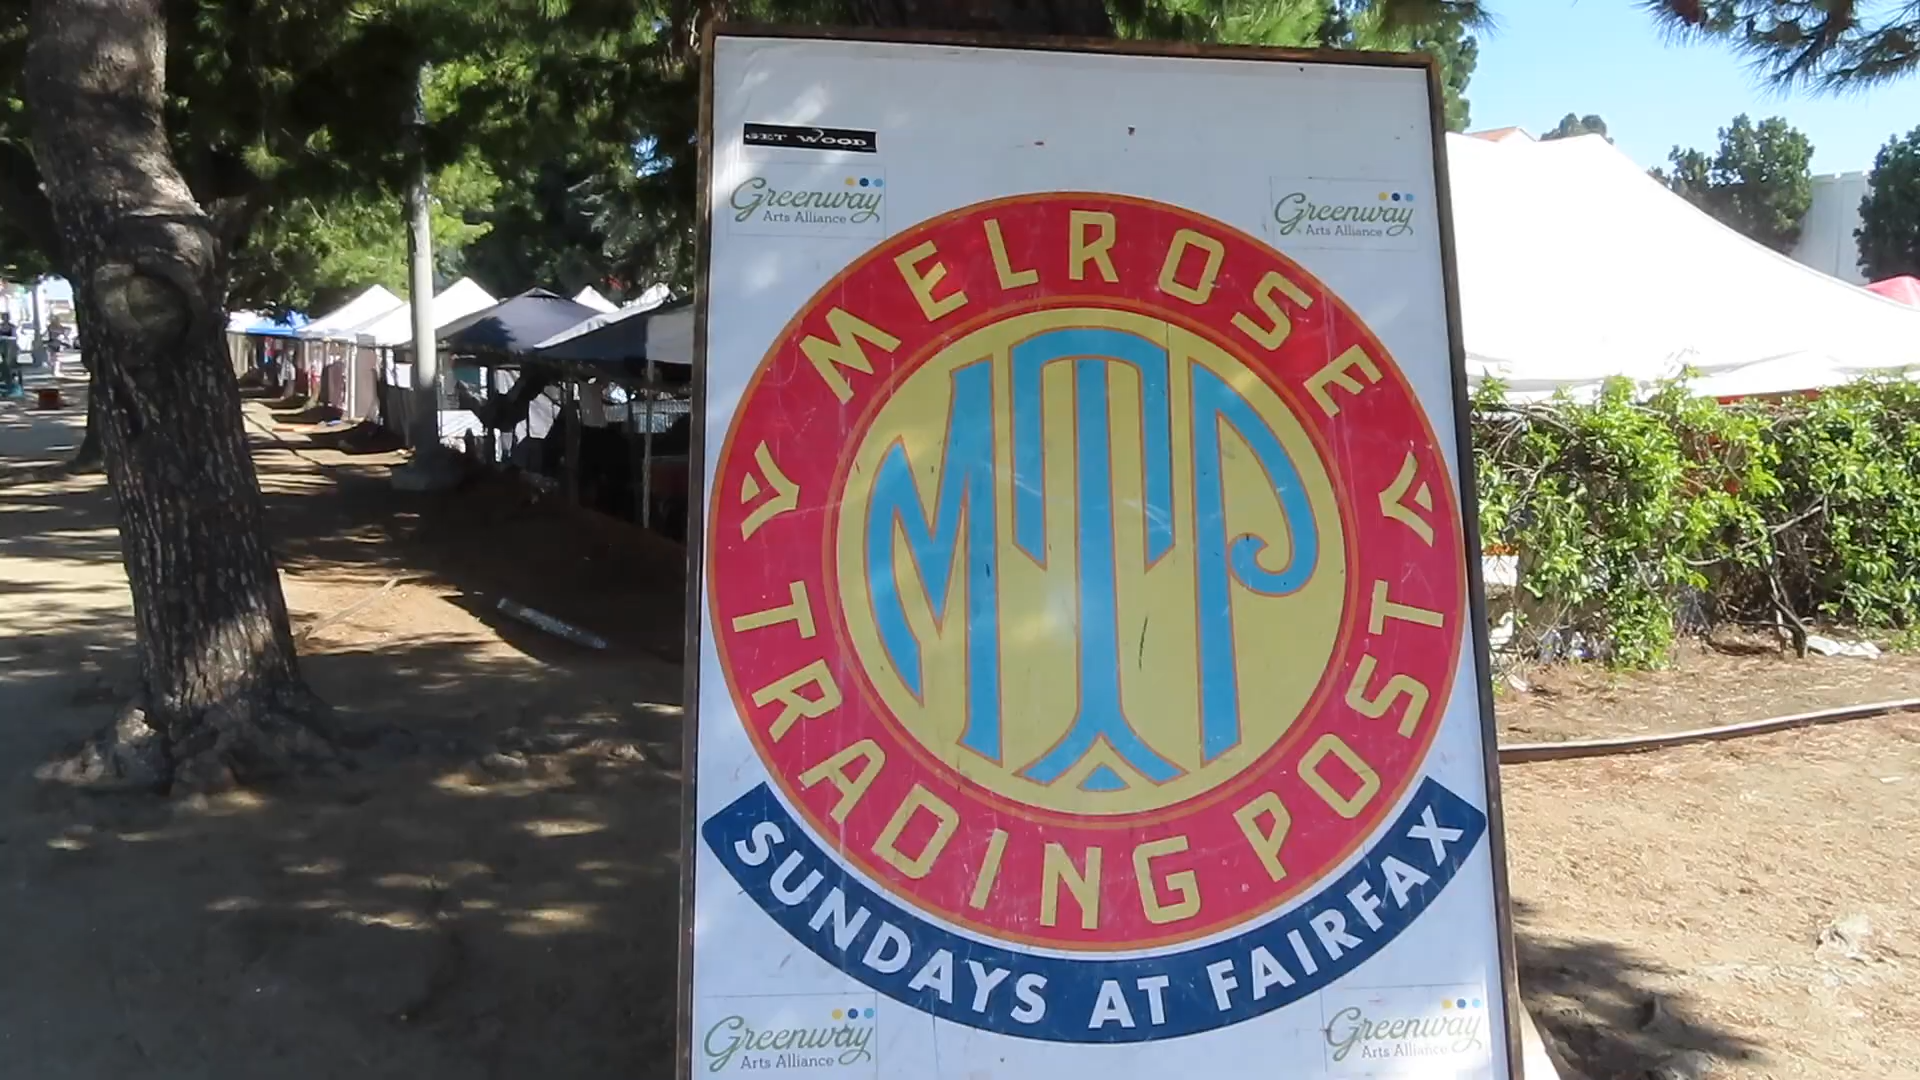 GET WOOD
Greenway
Arts Alliance
Greenway
Arts Alliance
MELROSE
MTP
TRADING POST
SUNDAYS AT FAIRFAX
Greenway
Arts Alliance
Greenway
Arts Alliance